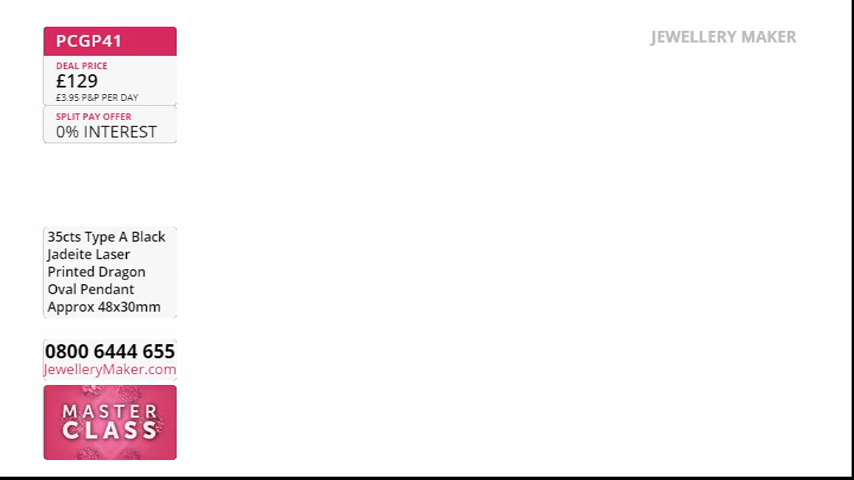 PCGP41
DEAL PRICE
£129
£3.95 P&P PER DAY
SPLIT PAY OFFER
0% INTEREST
JEWELLERY MAKER
35cts Type A Black
Jadeite Laser
Printed Dragon
Oval Pendant
Approx 48x30mm
0800 6444 655
JewelleryMaker.com
MASTER
CLASS